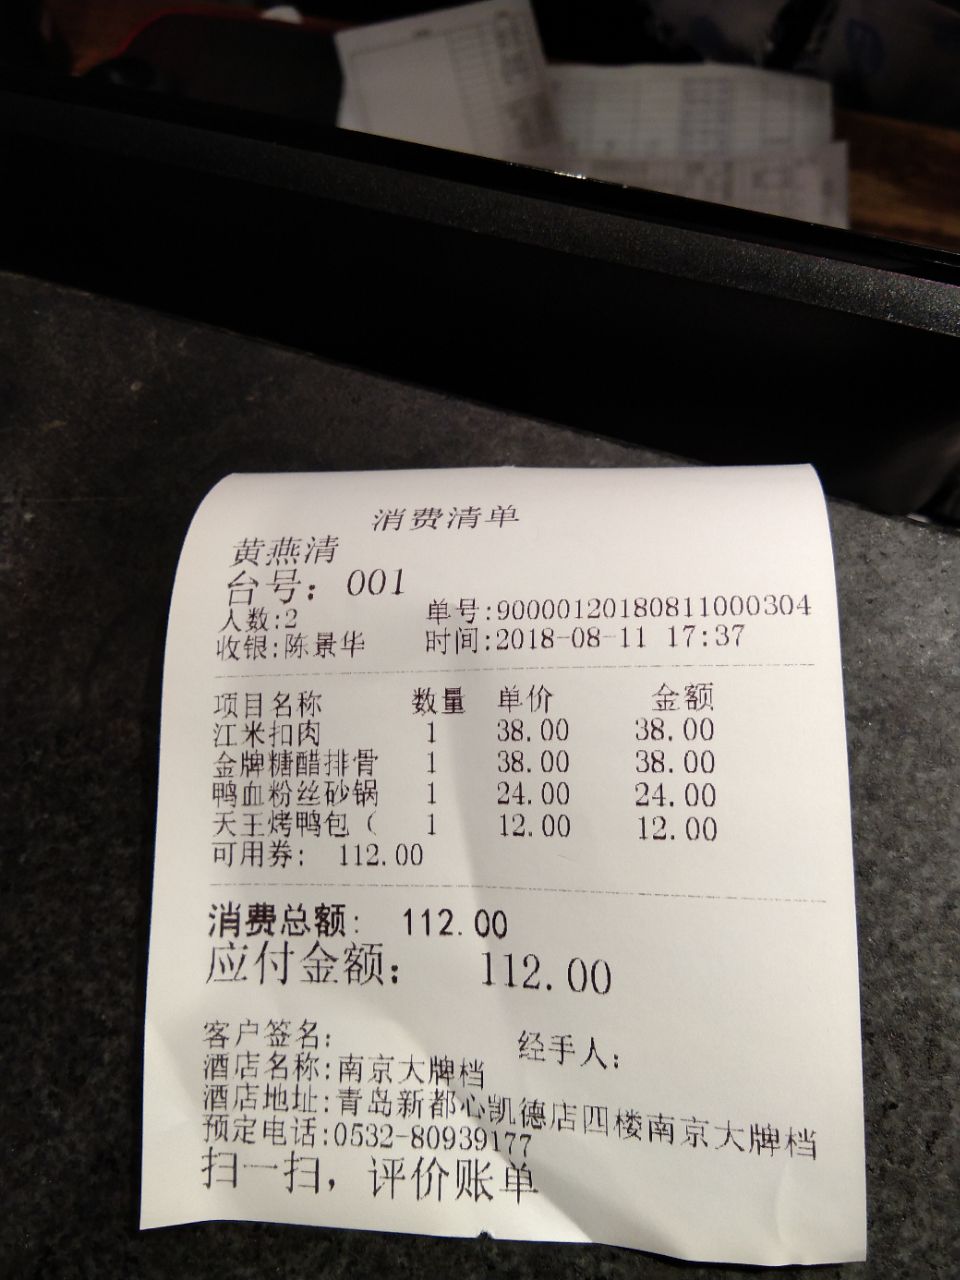 消费清单
黄燕清
台号: 001
人数:2 单号:90000120180811000304
收银:陈景华 时间:2018-08-11 17:37
项目名称 数量 单价 金额
江米扣肉 1 38.00 38.00
金牌糖醋排骨 1 38.00 38.00
鸭血粉丝砂锅 1 24.00 24.00
天王烤鸭包（ 1 12.00 12.00
可用券: 112.00
消费总额: 112.00
应付金额: 112.00
客户签名: 经手人:
酒店名称:南京大牌档
酒店地址:青岛新都心凯德店四楼南京大牌档
预定电话:0532-80939177
扫一扫，评价账单